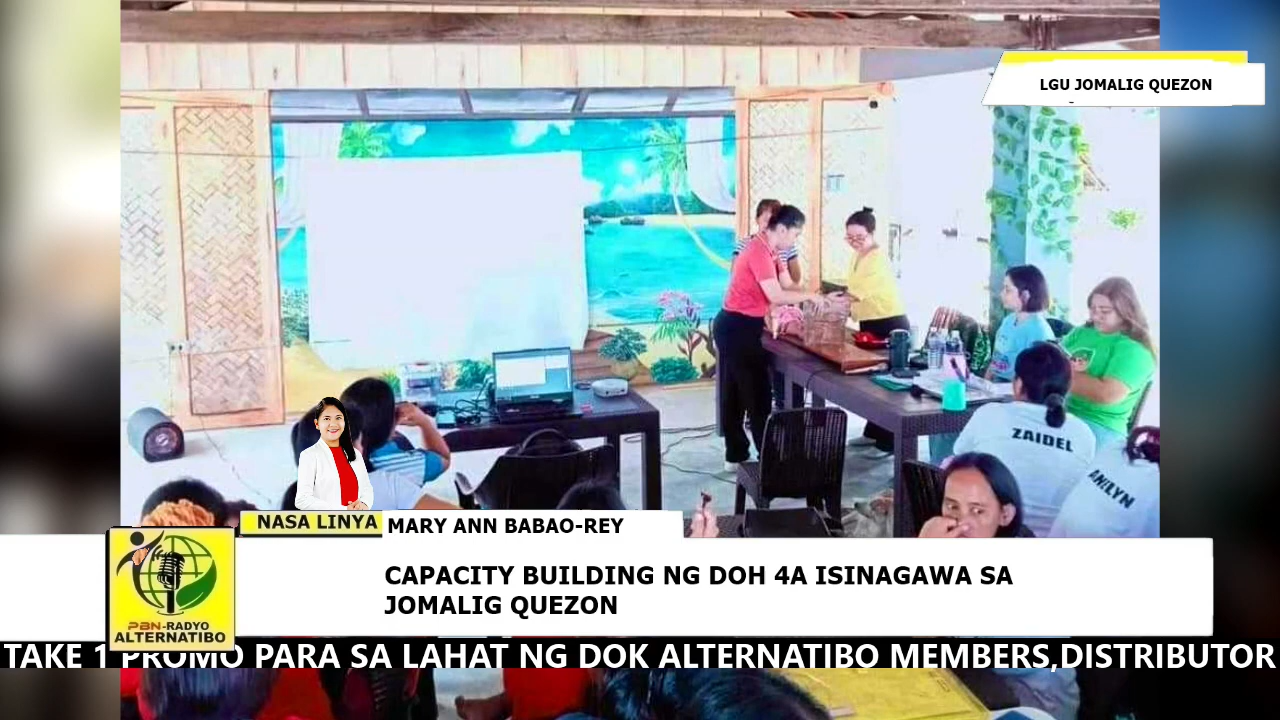 LGU JOMALIG QUEZON
ZAIDEL
ANILYN
NASA LINYA
MARY ANN BABAO-REY
CAPACITY BUILDING NG DOH 4A ISINAGAWA SA
JOMALIG QUEZON
PBN-RADYO
ALTERNATIBO
TAKE 1 PROMO PARA SA LAHAT NG DOK ALTERNATIBO MEMBERS,DISTRIBUTOR